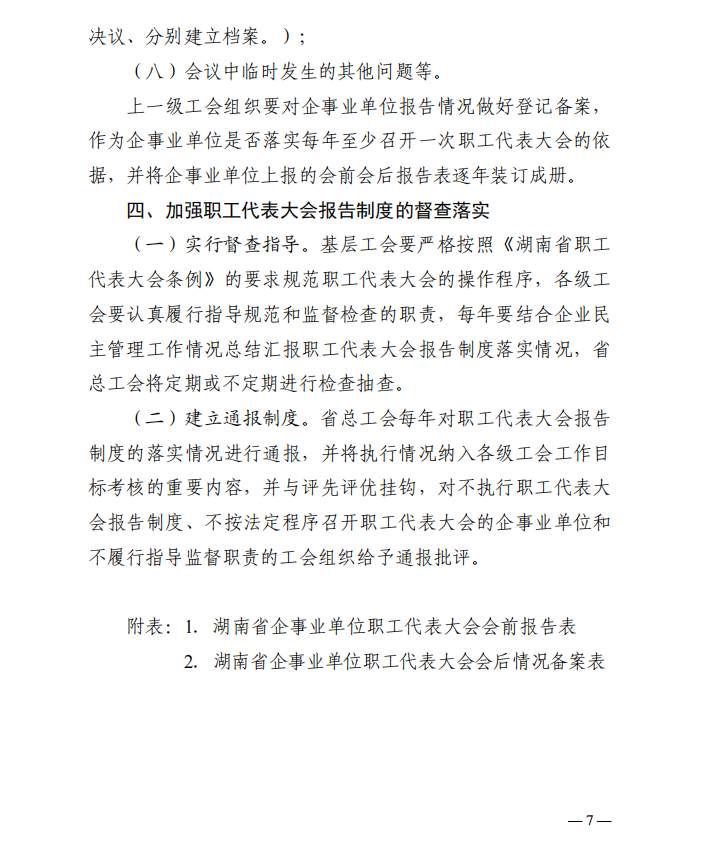 决议、分别建立档案。）；
（八）会议中临时发生的其他问题等。
上一级工会组织要对企事业单位报告情况做好登记备案，
作为企事业单位是否落实每年至少召开一次职工代表大会的依
据，并将企事业单位上报的会前会后报告表逐年装订成册。
四、加强职工代表大会报告制度的督查落实
（一）实行督查指导。基层工会要严格按照《湖南省职工
代表大会条例》的要求规范职工代表大会的操作程序，各级工
会要认真履行指导规范和监督检查的职责，每年要结合企业民
主管理工作情况总结汇报职工代表大会报告制度落实情况，省
总工会将定期或不定期进行检查抽查。
（二）建立通报制度。省总工会每年对职工代表大会报告
制度的落实情况进行通报，并将执行情况纳入各级工会工作目
标考核的重要内容，并与评先评优挂钩，对不执行职工代表大
会报告制度、不按法定程序召开职工代表大会的企事业单位和
不履行指导监督职责的工会组织给予通报批评。
附表：1. 湖南省企事业单位职工代表大会会前报告表
2. 湖南省企事业单位职工代表大会会后情况备案表
— 7 —